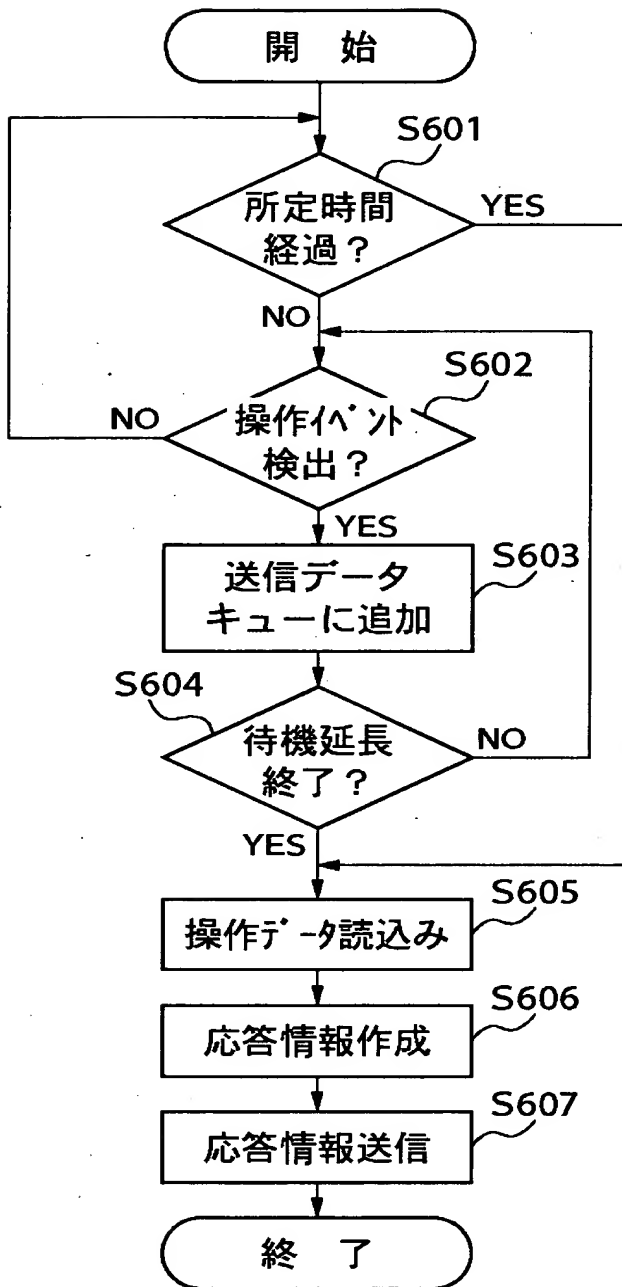 開 始
S601
所定時間
経過?
YES
NO
S602
操作ｲﾍﾞﾝﾄ
検出?
NO
YES
S603
送信データ
キューに追加
S604
待機延長
終了?
NO
YES
S605
操作ﾃﾞｰﾀ読込み
S606
応答情報作成
S607
応答情報送信
終 了